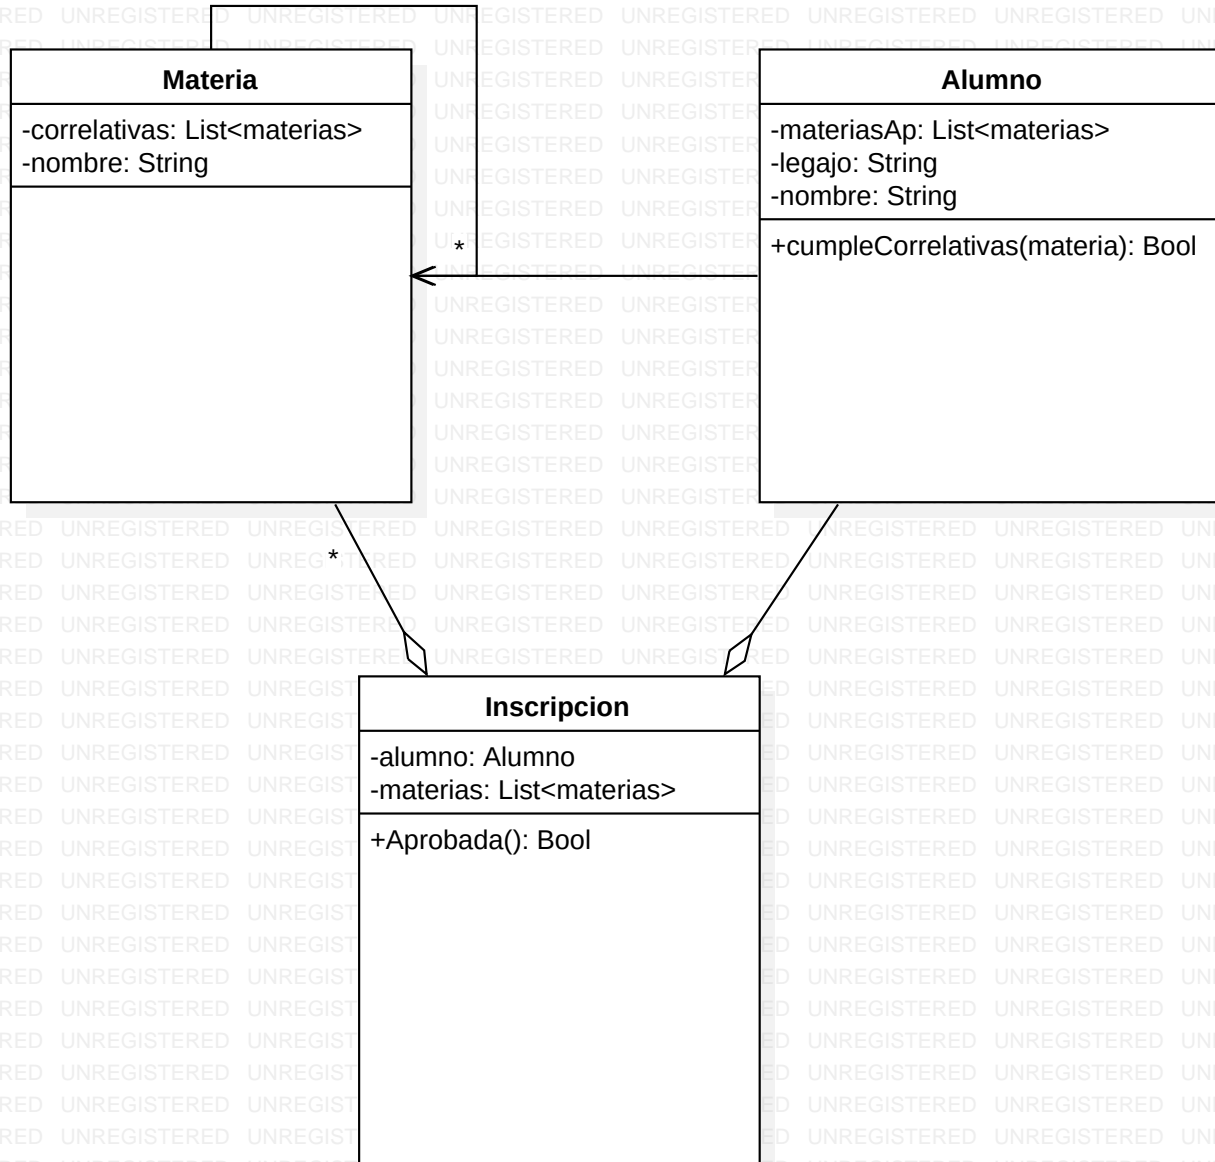 Materia
-correlativas: List<materias>
-nombre: String
*
Alumno
-materiasAp: List<materias>
-legajo: String
-nombre: String
+cumpleCorrelativas(materia): Bool
*
Inscripcion
-alumno: Alumno
-materias: List<materias>
+Aprobada(): Bool
UNREGISTERED